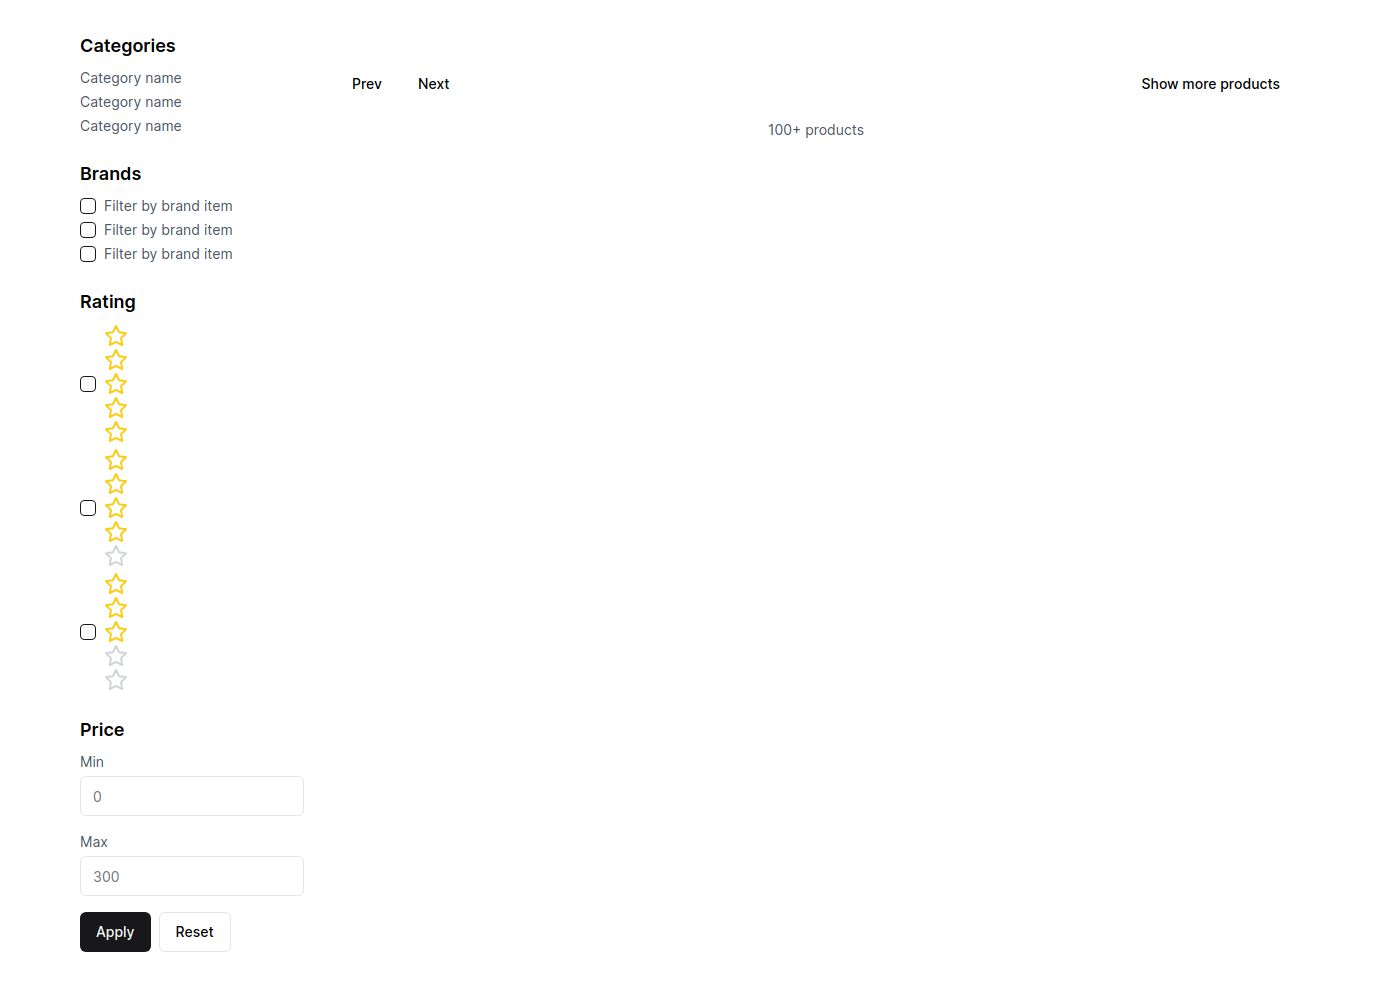 Categories
Category name
Category name
Category name
Brands
Filter by brand item
Filter by brand item
Filter by brand item
Rating
Price
Min
0
Max
300
Apply Reset
Prev Next Show more products
100+ products